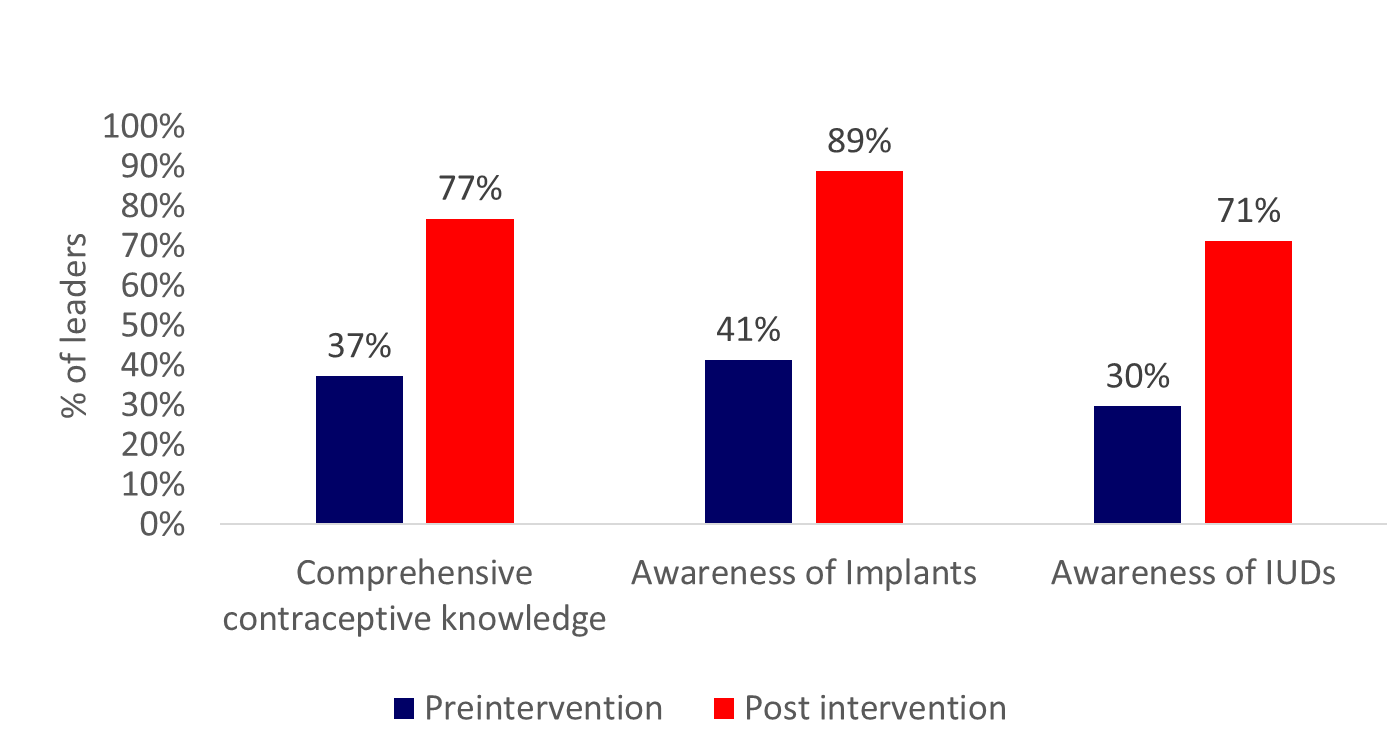 100%
90%
80%
70%
60%
50%
40%
30%
20%
10%
0%
% of leaders
37%
77%
41%
89%
30%
71%
Comprehensive
contraceptive knowledge
Awareness of Implants
Awareness of IUDs
Preintervention
Post intervention